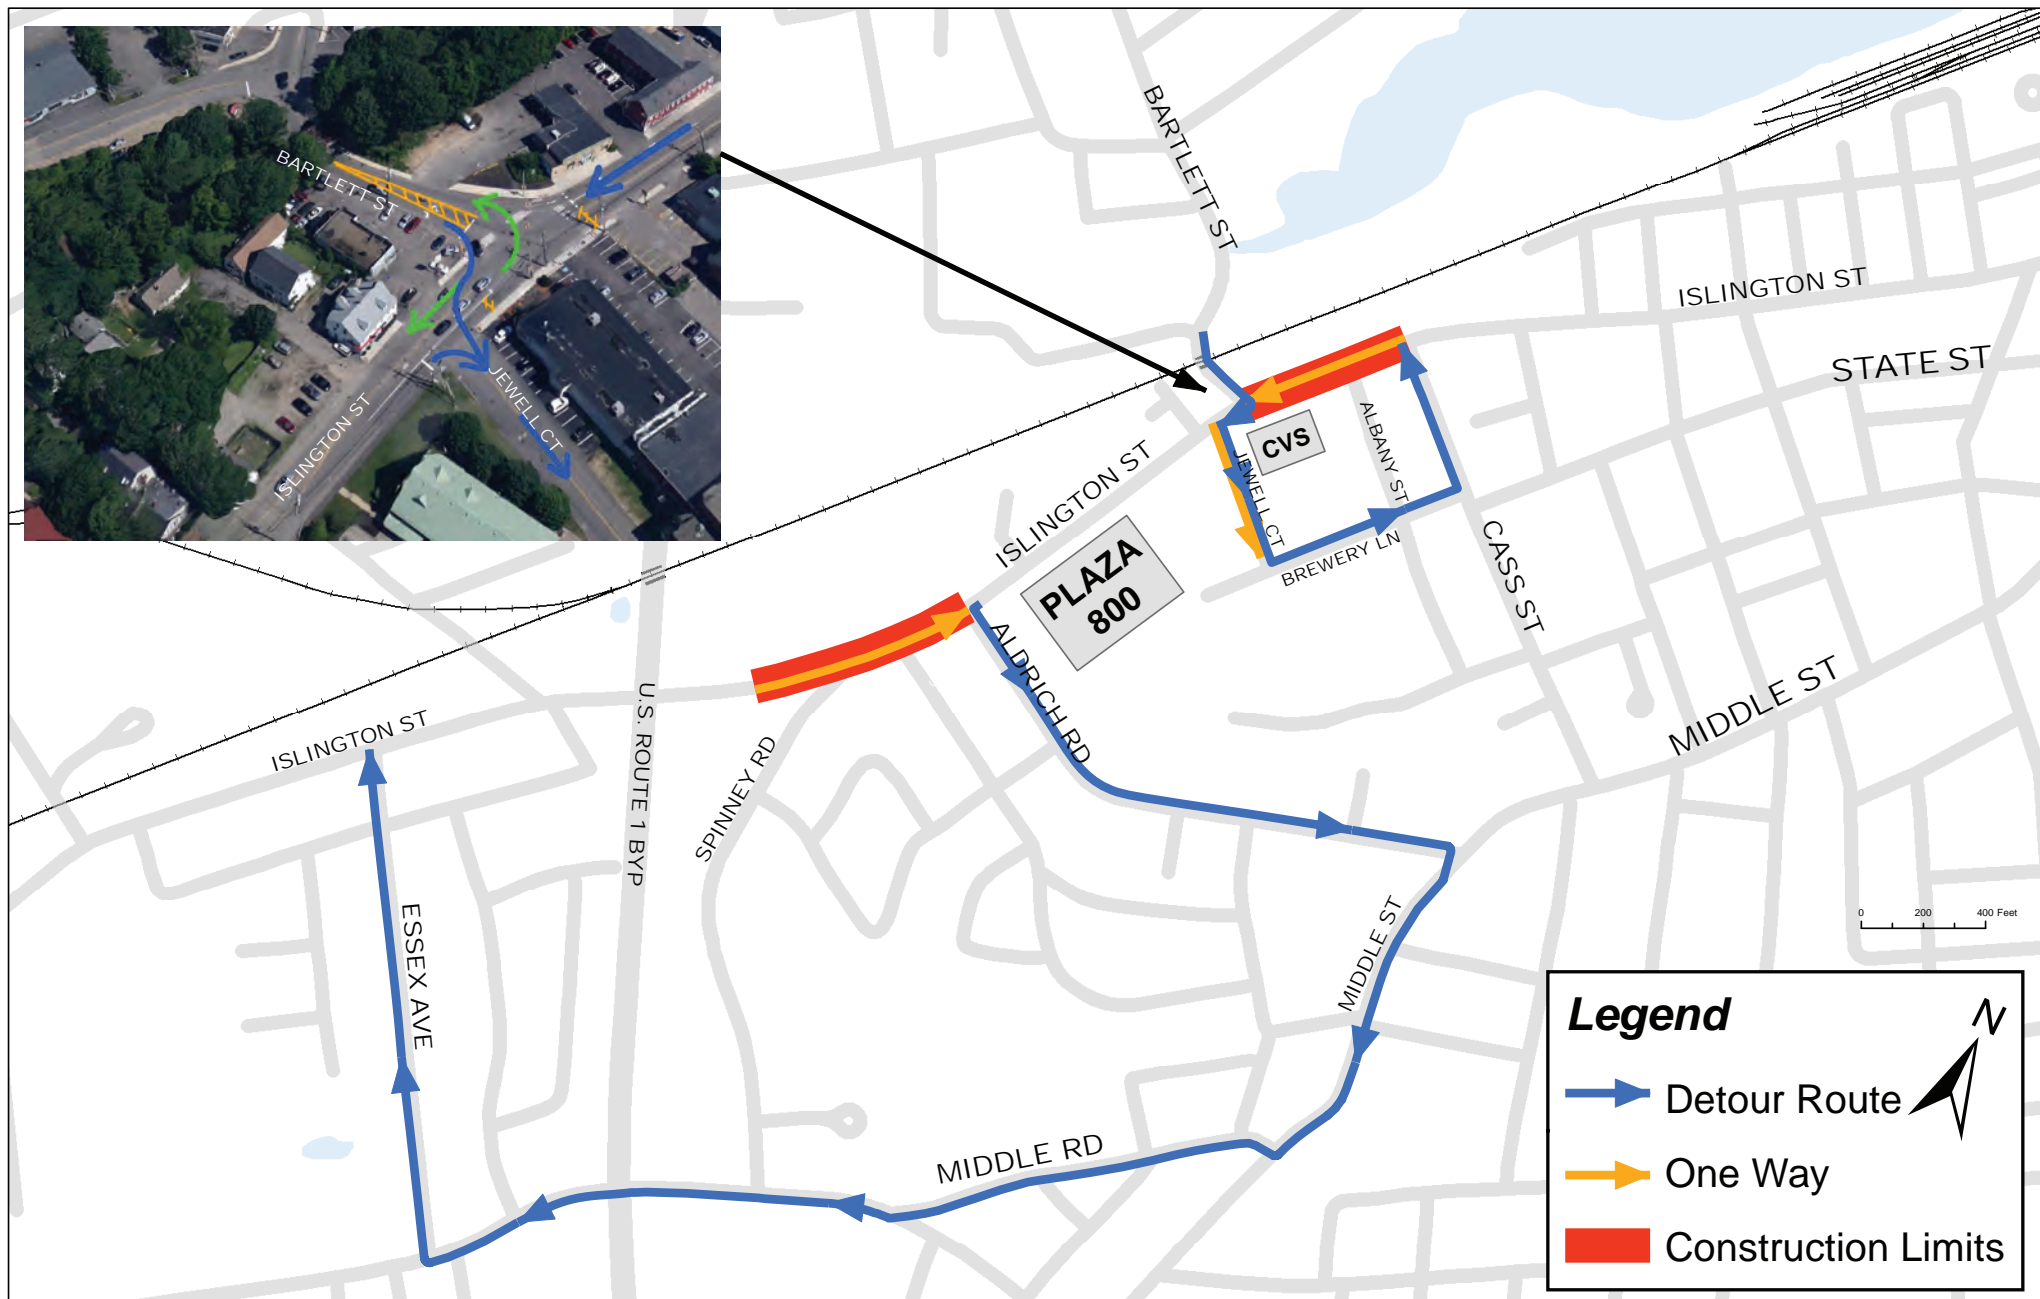 BARTLETT ST
JEWELL CT
ISLINGTON ST
BARTLETT ST
ISLINGTON ST
STATE ST
CVS
ALBANY ST
JEWELL CT
BREWERY LN
CASS ST
ISLINGTON ST
PLAZA
800
ALDRICH RD
MIDDLE ST
ISLINGTON ST
U.S. ROUTE 1 BYP
SPINNEY RD
ESSEX AVE
MIDDLE ST
MIDDLE RD
0 200 400 Feet
Legend
N
Detour Route
One Way
Construction Limits